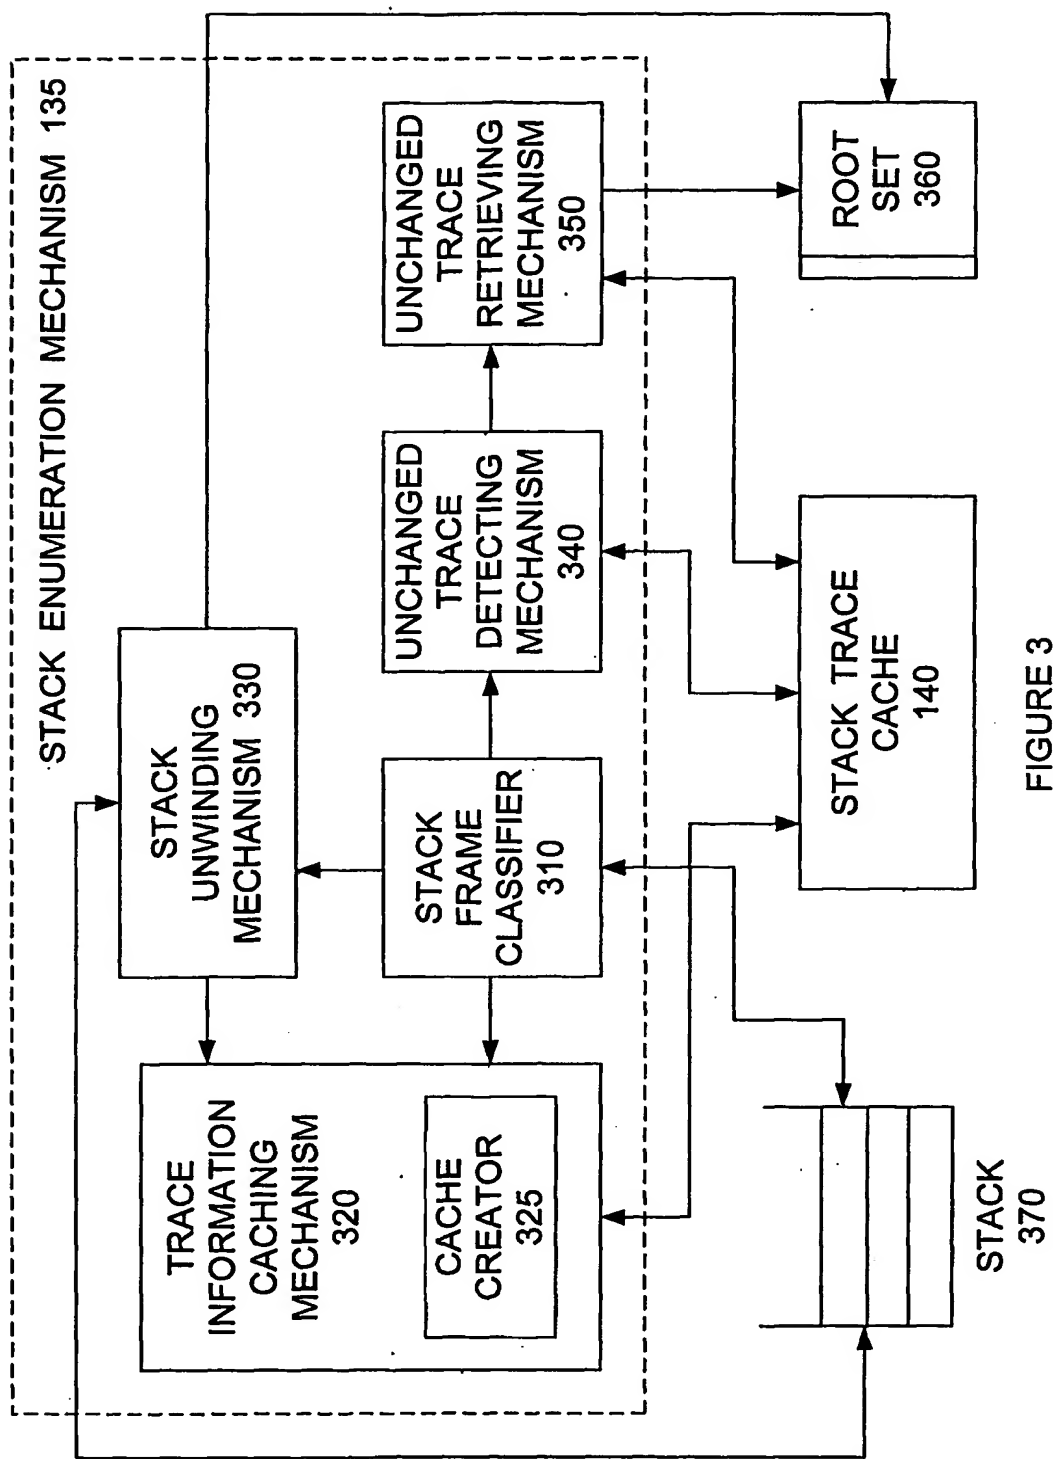 STACK ENUMERATION MECHANISM 135
STACK
UNWINDING
MECHANISM 330
TRACE
INFORMATION
CACHING
MECHANISM
320
CACHE
CREATOR
325
STACK
FRAME
CLASSIFIER
310
UNCHANGED
TRACE
DETECTING
MECHANISM
340
UNCHANGED
TRACE
RETRIEVING
MECHANISM
350
STACK
370
STACK TRACE
CACHE
140
ROOT
SET
360
FIGURE 3